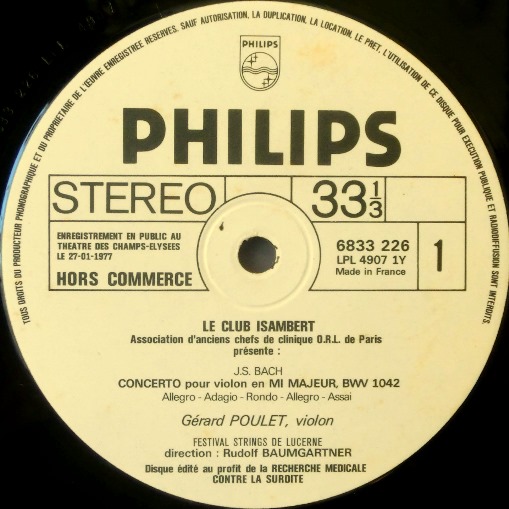 TOUS DROITS DU PRODUCTEUR PHONOGRAPHIQUE ET DU PROPRIETAIRE DE L'ŒUVRE ENREGISTREE RESERVES. SAUF AUTORISATION, LA DUPLICATION, LA LOCATION, LE PRET, L'UTILISATION DE CE DISQUE POUR EXECUTION PUBLIQUE ET RADIODIFFUSION SONT INTERDITS.
PHILIPS
PHILIPS
STEREO
33 1/3
ENREGISTREMENT EN PUBLIC AU
THEATRE DES CHAMPS-ELYSEES
LE 27-01-1977
HORS COMMERCE
6833 226
LPL 4907 1Y
Made in France
1
LE CLUB ISAMBERT
Association d'anciens chefs de clinique O.R.L. de Paris
présente :
J.S. BACH
CONCERTO pour violon en MI MAJEUR, BWV 1042
Allegro - Adagio - Rondo - Allegro - Assai
Gérard POULET, violon
FESTIVAL STRINGS DE LUCERNE
direction : Rudolf BAUMGARTNER
Disque édité au profit de la RECHERCHE MEDICALE
CONTRE LA SURDITE